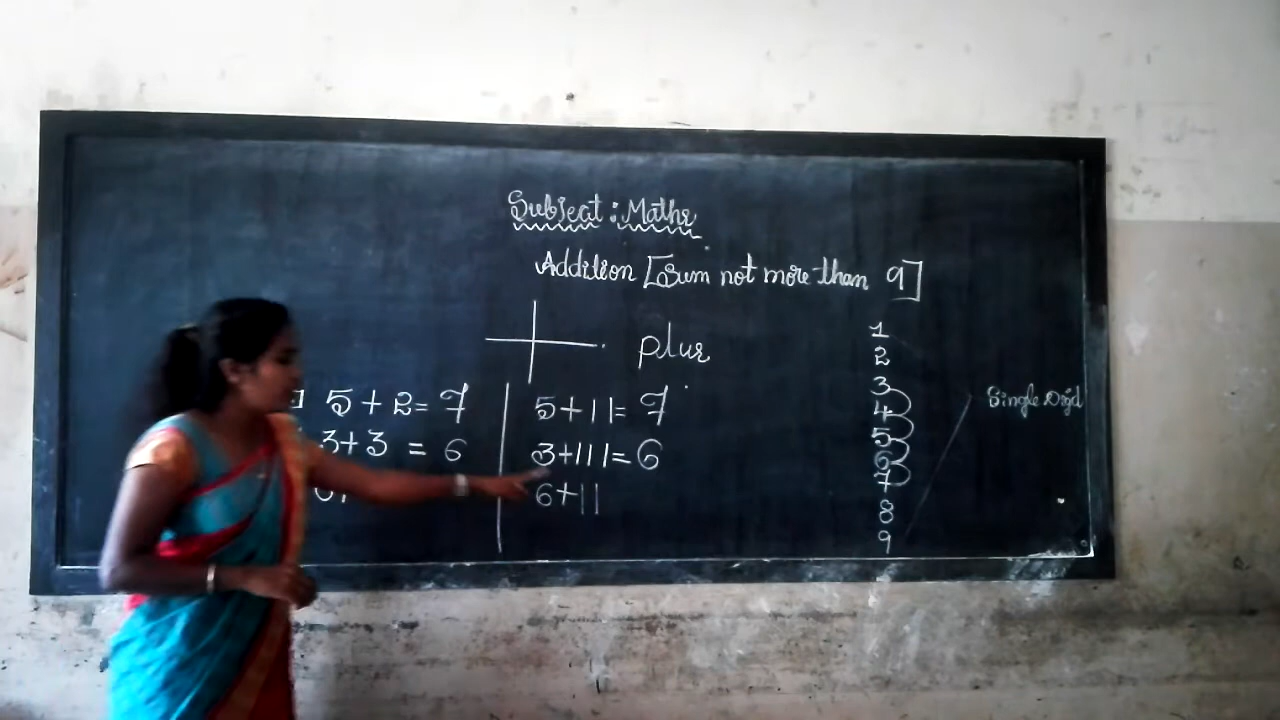 Subject : Maths
Addition [Sum not more than 9]
+ plus
5 + 2 = 7
3 + 3 = 6
5 + 11 = 7
3 + 111 = 6
6 + 11
1
2
3
4
5
6
7
8
9
Single Digit